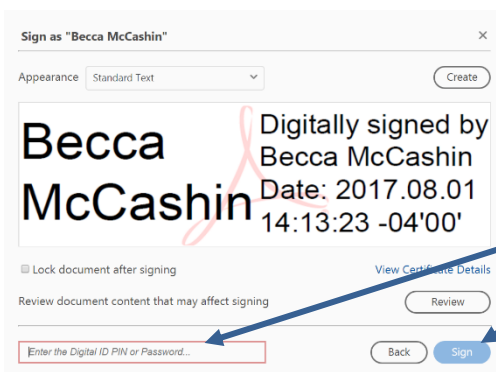 Sign as "Becca McCashin" ×
Appearance Standard Text Create
Becca
McCashin
Digitally signed by
Becca McCashin
Date: 2017.08.01
14:13:23 -04'00'
Lock document after signing View Certificate Details
Review document content that may affect signing Review
Enter the Digital ID PIN or Password... Back Sign